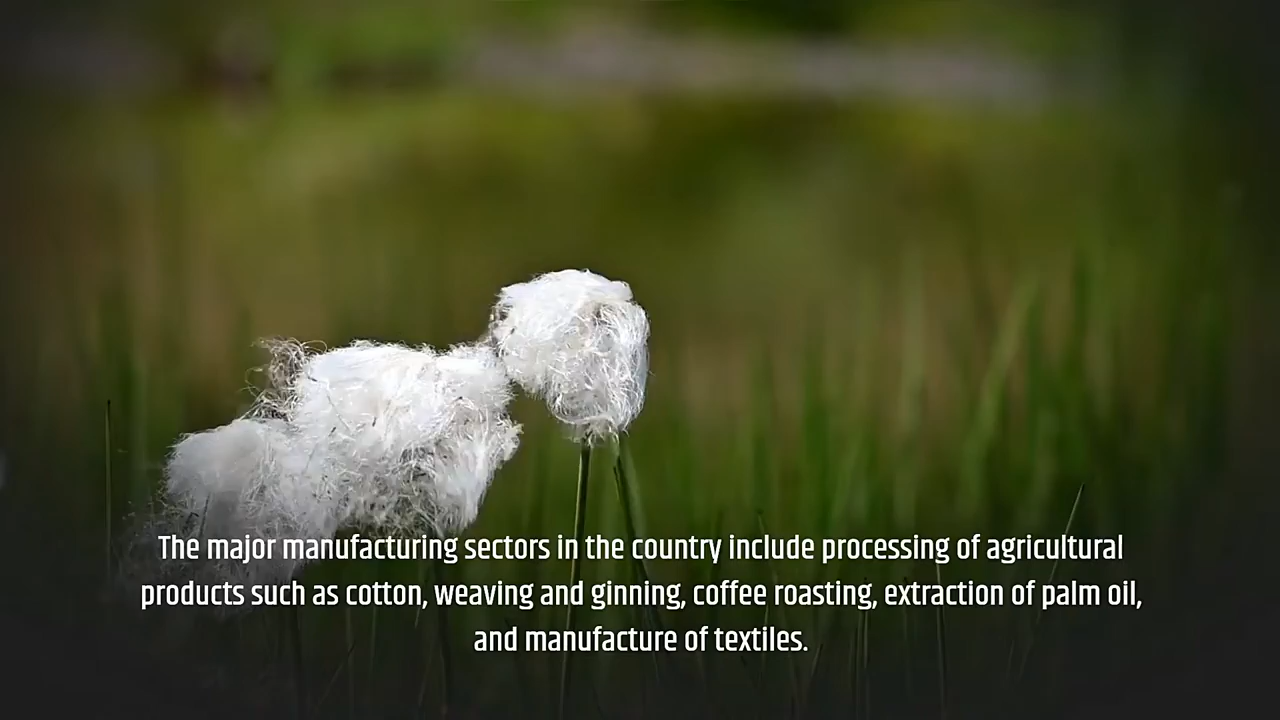 The major manufacturing sectors in the country include processing of agricultural
products such as cotton, weaving and ginning, coffee roasting, extraction of palm oil,
and manufacture of textiles.